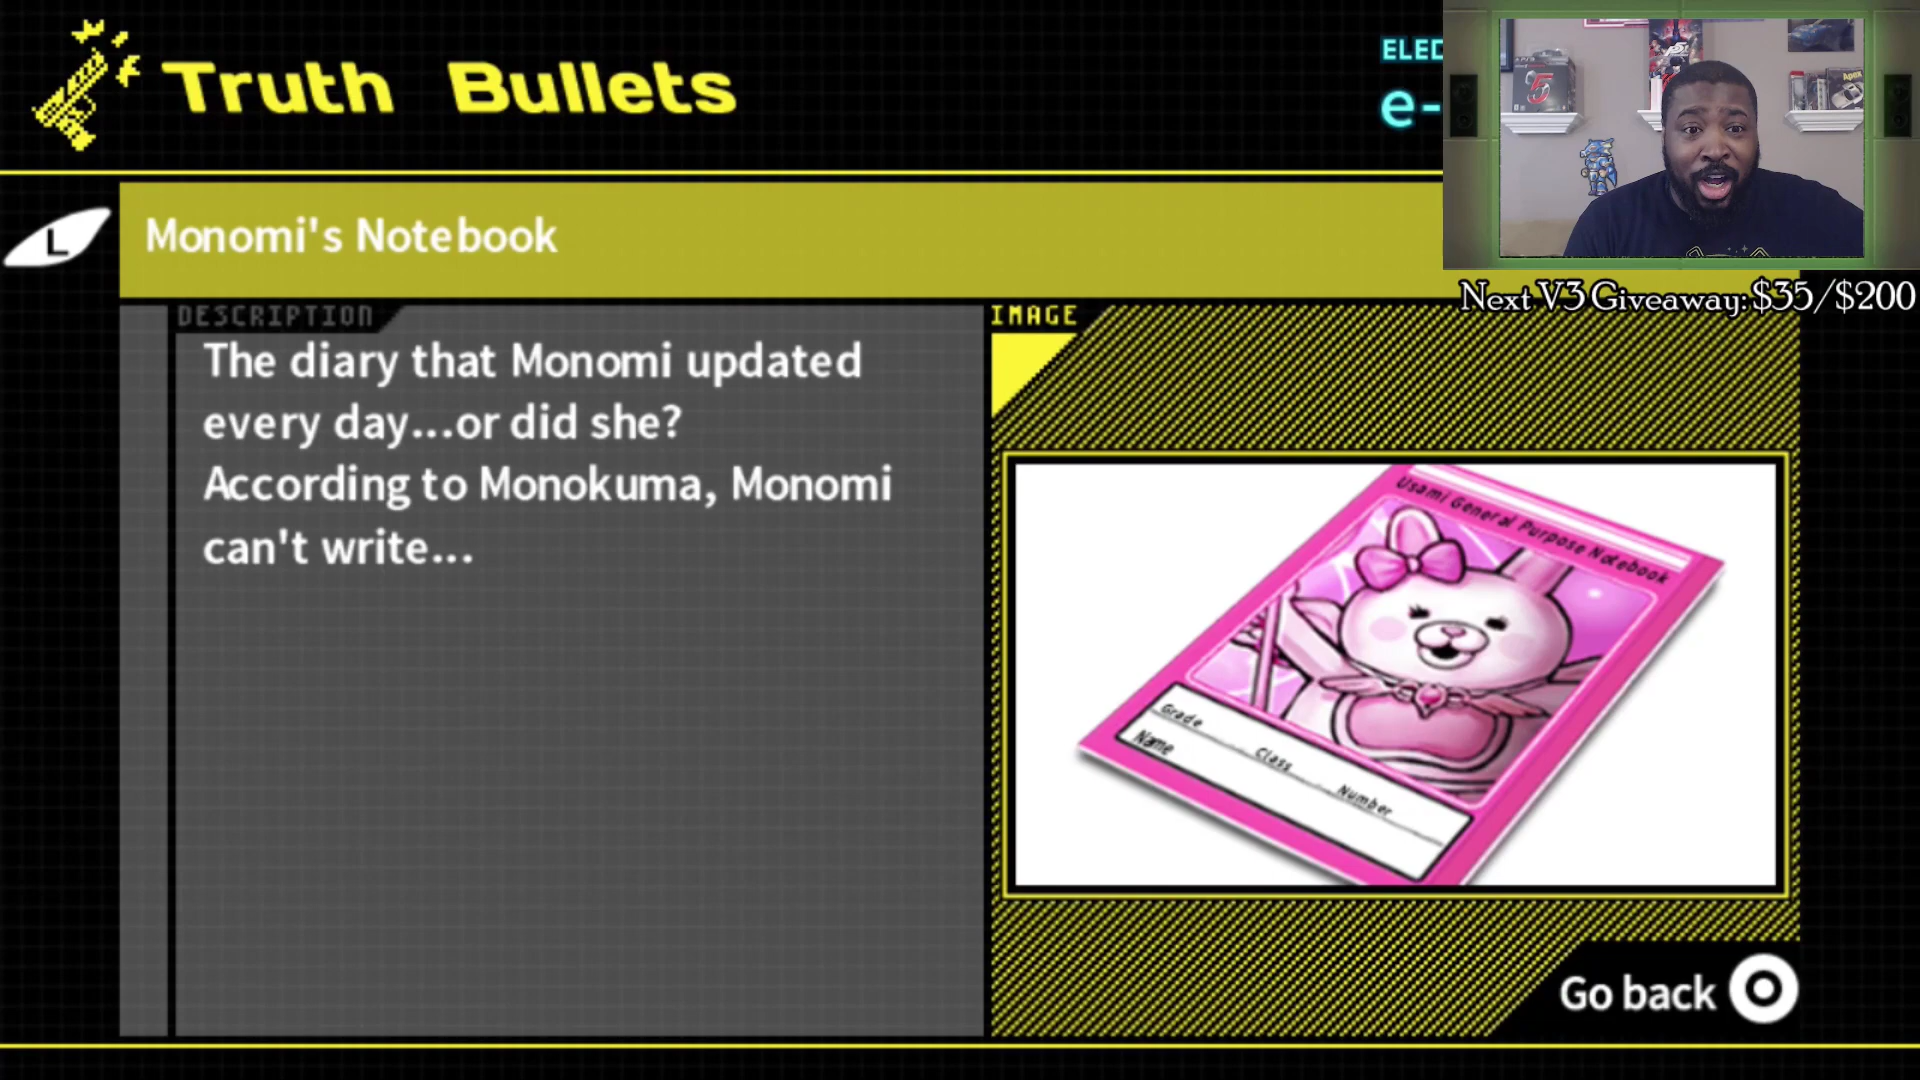 Truth Bullets
ELEC
e-
L
Monomi's Notebook
Next V3 Giveaway: $35/$200
DESCRIPTION
The diary that Monomi updated
every day...or did she?
According to Monokuma, Monomi
can't write...
IMAGE
Usami General Purpose Notebook
Grade
Class
Number
Name
Go back